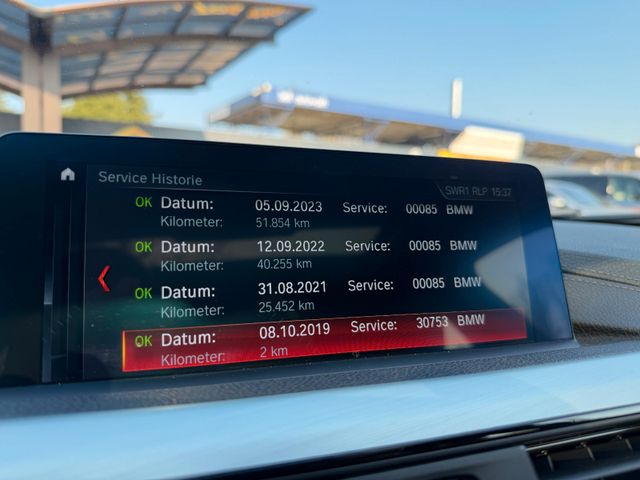 Service Historie
SWR1 RLP 15:37
OK Datum: 05.09.2023 Service: 00085 BMW
Kilometer: 51.854 km
OK Datum: 12.09.2022 Service: 00085 BMW
Kilometer: 40.255 km
OK Datum: 31.08.2021 Service: 00085 BMW
Kilometer: 25.452 km
OK Datum: 08.10.2019 Service: 30753 BMW
Kilometer: 2 km